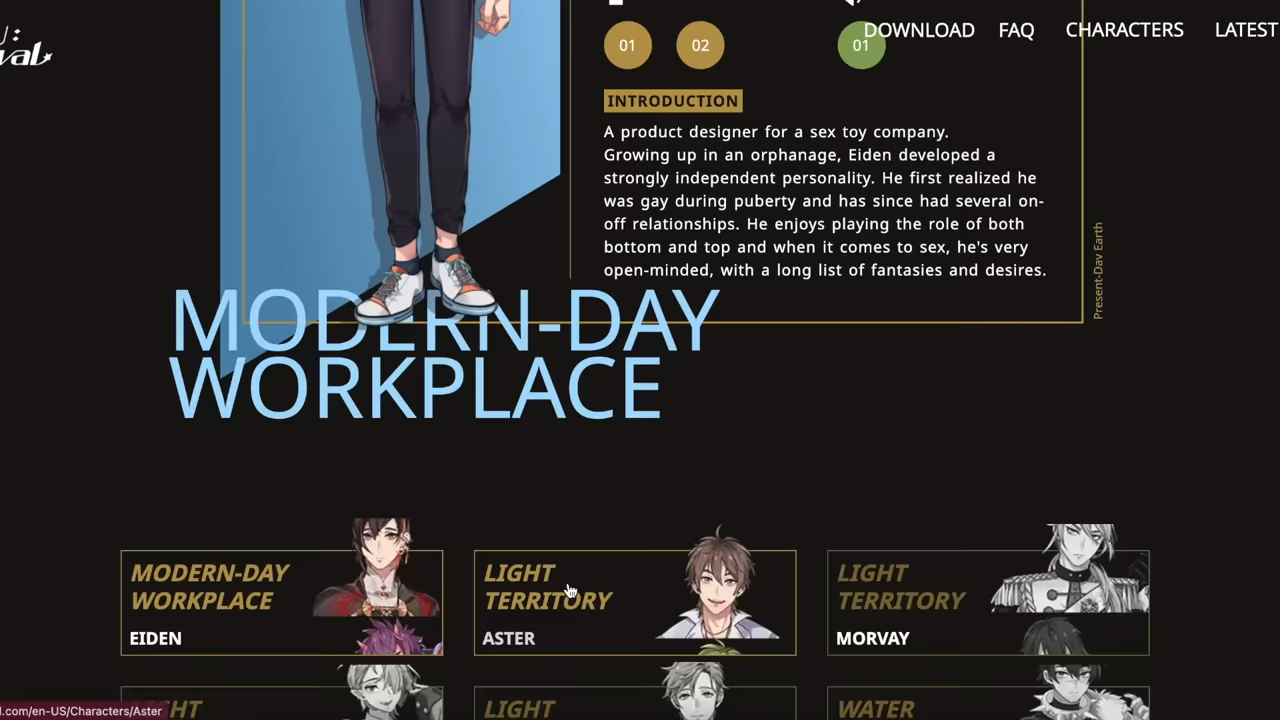 DOWNLOAD FAQ CHARACTERS LATEST
01 02 01
INTRODUCTION
A product designer for a sex toy company.
Growing up in an orphanage, Eiden developed a
strongly independent personality. He first realized he
was gay during puberty and has since had several on-
off relationships. He enjoys playing the role of both
bottom and top and when it comes to sex, he's very
open-minded, with a long list of fantasies and desires.
Present-Day Earth
MODERN-DAY
WORKPLACE
MODERN-DAY
WORKPLACE
EIDEN
LIGHT
TERRITORY
ASTER
LIGHT
TERRITORY
MORVAY
LIGHT
WATER
.com/en-US/Characters/Aster